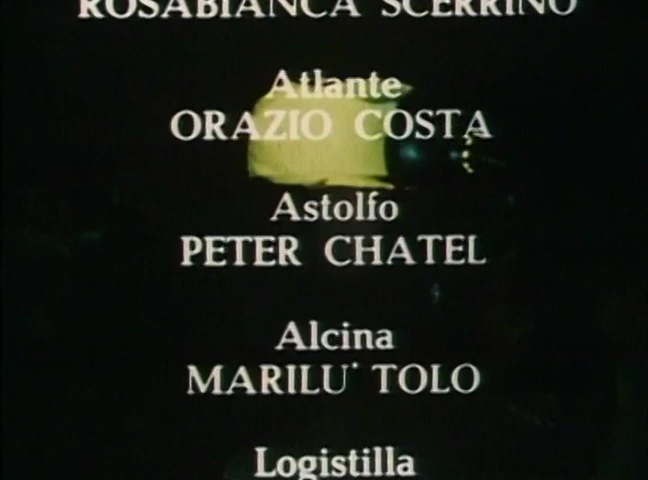 ROSABIANCA SCERRINO
Atlante
ORAZIO COSTA
Astolfo
PETER CHATEL
Alcina
MARILU' TOLO
Logistilla